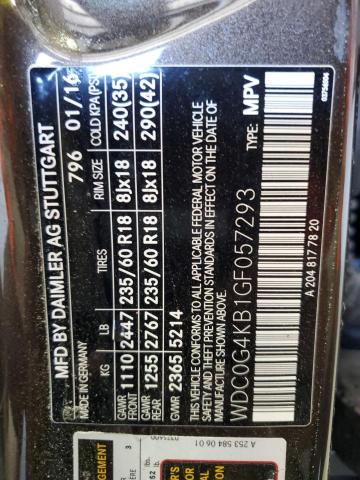 MFD BY DAIMLER AG STUTTGART
MADE IN GERMANY 796 01/16
KG LB TIRES RIM SIZE COLD KPA (PSI)
GAWR FRONT 1110 2447 235/60 R18 8Jx18 240(35)
GAWR REAR 1255 2767 235/60 R18 8Jx18 290(42)
GVWR 2365 5214
THIS VEHICLE CONFORMS TO ALL APPLICABLE FEDERAL MOTOR VEHICLE
SAFETY, THEFT PREVENTION STANDARDS IN EFFECT ON THE DATE OF
MANUFACTURE SHOWN ABOVE.
WDC0G4KB1GF057293 TYPE: MPV
A 204 817 78 20
A 253 584 06 01